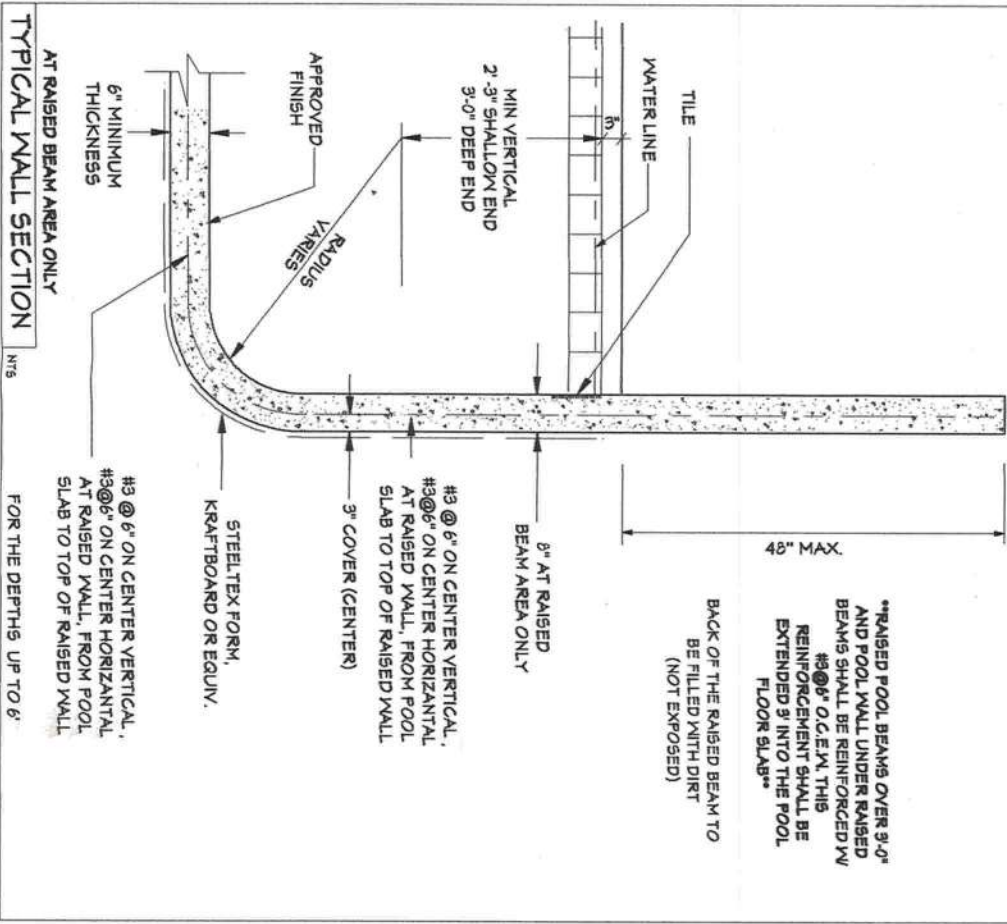 **RAISED POOL BEAMS OVER 3'-0"
AND POOL WALL UNDER RAISED
BEAMS SHALL BE REINFORCED W/
#3@6" O.C.E.W. THIS
REINFORCEMENT SHALL BE
EXTENDED 3' INTO THE POOL
FLOOR SLAB**
48" MAX.
BACK OF THE RAISED BEAM TO
BE FILLED WITH DIRT
(NOT EXPOSED)
TILE
WATER LINE
3"
MIN VERTICAL
2'-3" SHALLOW END
3'-0" DEEP END
8" AT RAISED
BEAM AREA ONLY
#3 @ 6" ON CENTER VERTICAL,
#3@6" ON CENTER HORIZANTAL
AT RAISED WALL, FROM POOL
SLAB TO TOP OF RAISED WALL
3" COVER (CENTER)
RADIUS
VARIES
APPROVED
FINISH
STEELTEX FORM,
KRAFTBOARD OR EQUIV.
6" MINIMUM
THICKNESS
#3 @ 6" ON CENTER VERTICAL,
#3@6" ON CENTER HORIZANTAL
AT RAISED WALL, FROM POOL
SLAB TO TOP OF RAISED WALL
AT RAISED BEAM AREA ONLY
TYPICAL WALL SECTION
NTS
FOR THE DEPTHS UP TO 6'